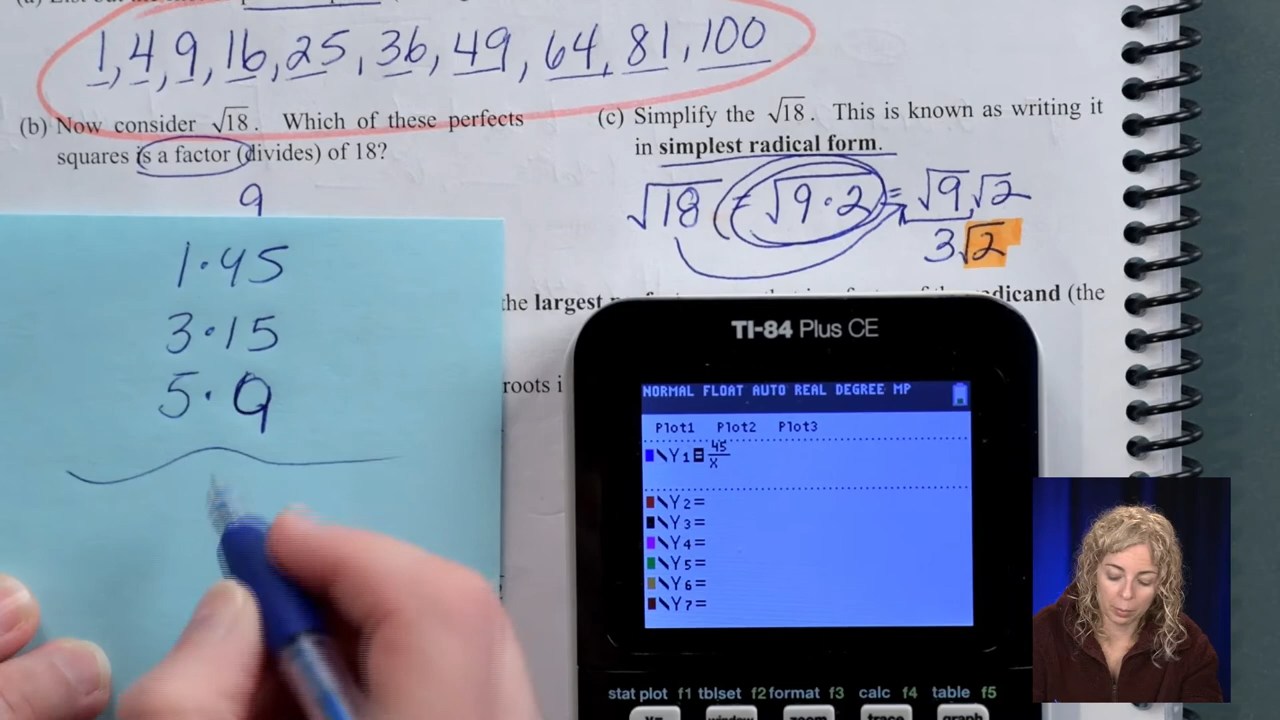 1, 4, 9, 16, 25, 36, 49, 64, 81, 100
(b) Now consider √18. Which of these perfects
squares is a factor (divides) of 18?
9
(c) Simplify the √18. This is known as writing it
in simplest radical form.
√18 = √9·2 = √9 √2
3√2
the largest
radicand (the
roots i
1·45
3·15
5·9
TI-84 Plus CE
NORMAL FLOAT AUTO REAL DEGREE MP
Plot1 Plot2 Plot3
\Y1=45/X
\Y2=
\Y3=
\Y4=
\Y5=
\Y6=
\Y7=
stat plot f1 tblset f2 format f3 calc f4 table f5
y= window zoom trace graph